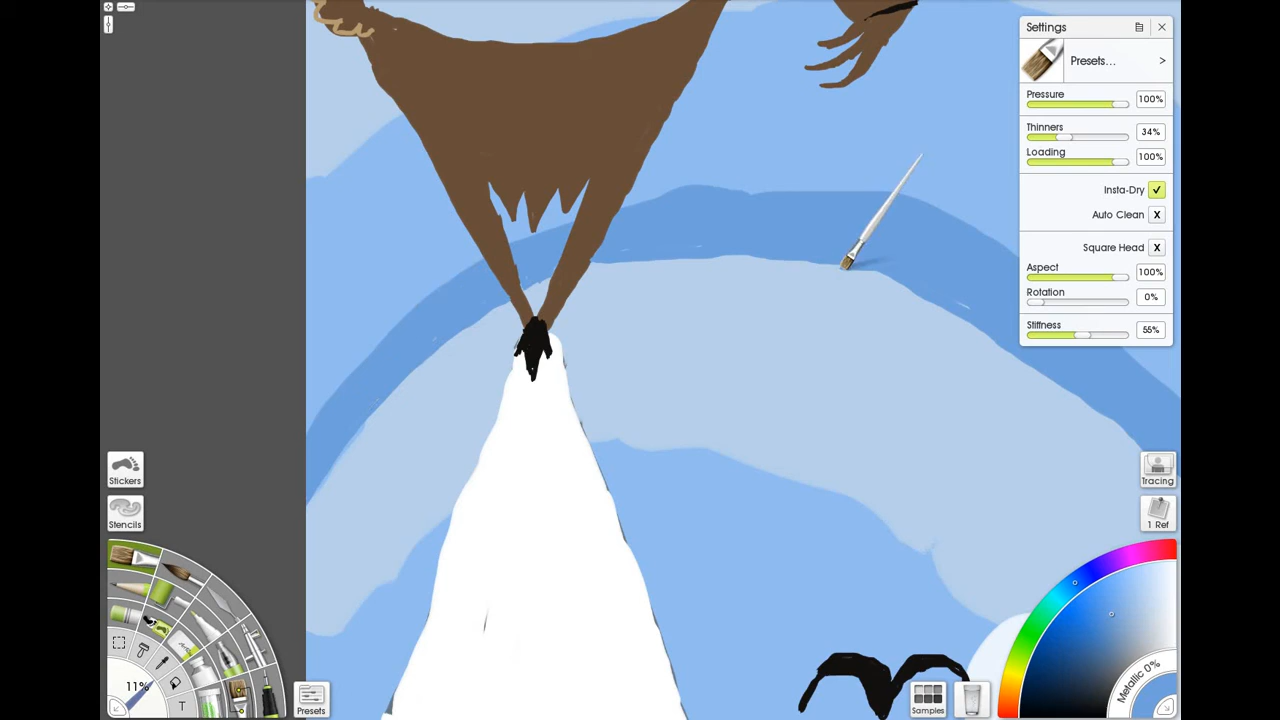 Settings
Presets... >
Pressure
100%
Thinners
34%
Loading
100%
Insta-Dry ✓
Auto Clean X
Square Head X
Aspect
100%
Rotation
0%
Stiffness
55%
Stickers
Stencils
Tracing
1 Ref
11%
T
Presets
Samples
Metallic 0%